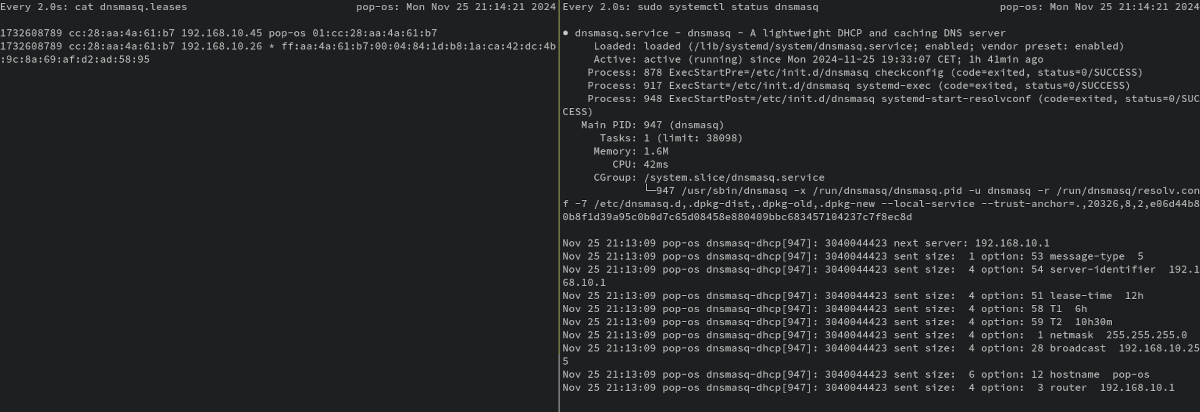 Every 2.0s: cat dnsmasq.leases pop-os: Mon Nov 25 21:14:21 2024
1732608789 cc:28:aa:4a:61:b7 192.168.10.45 pop-os 01:cc:28:aa:4a:61:b7
1732608789 cc:28:aa:4a:61:b7 192.168.10.26 * ff:aa:4a:61:b7:00:04:84:1d:b8:1a:ca:42:dc:4b
:9c:8a:69:af:d2:ad:58:95
Every 2.0s: sudo systemctl status dnsmasq pop-os: Mon Nov 25 21:14:21 2024
● dnsmasq.service - dnsmasq - A lightweight DHCP and caching DNS server
Loaded: loaded (/lib/systemd/system/dnsmasq.service; enabled; vendor preset: enabled)
Active: active (running) since Mon 2024-11-25 19:33:07 CET; 1h 41min ago
Process: 878 ExecStartPre=/etc/init.d/dnsmasq checkconfig (code=exited, status=0/SUCCESS)
Process: 917 ExecStart=/etc/init.d/dnsmasq systemd-exec (code=exited, status=0/SUCCESS)
Process: 948 ExecStartPost=/etc/init.d/dnsmasq systemd-start-resolvconf (code=exited, status=0/SUC
CESS)
Main PID: 947 (dnsmasq)
Tasks: 1 (limit: 38098)
Memory: 1.6M
CPU: 42ms
CGroup: /system.slice/dnsmasq.service
└─947 /usr/sbin/dnsmasq -x /run/dnsmasq/dnsmasq.pid -u dnsmasq -r /run/dnsmasq/resolv.con
f -7 /etc/dnsmasq.d,.dpkg-dist,.dpkg-old,.dpkg-new --local-service --trust-anchor=.,20326,8,2,e06d44b8
0b8f1d39a95c0b0d7c65d08458e880409bbc683457104237c7f8ec8d
Nov 25 21:13:09 pop-os dnsmasq-dhcp[947]: 3040044423 next server: 192.168.10.1
Nov 25 21:13:09 pop-os dnsmasq-dhcp[947]: 3040044423 sent size:  1 option: 53 message-type  5
Nov 25 21:13:09 pop-os dnsmasq-dhcp[947]: 3040044423 sent size:  4 option: 54 server-identifier  192.1
68.10.1
Nov 25 21:13:09 pop-os dnsmasq-dhcp[947]: 3040044423 sent size:  4 option: 51 lease-time  12h
Nov 25 21:13:09 pop-os dnsmasq-dhcp[947]: 3040044423 sent size:  4 option: 58 T1  6h
Nov 25 21:13:09 pop-os dnsmasq-dhcp[947]: 3040044423 sent size:  4 option: 59 T2  10h30m
Nov 25 21:13:09 pop-os dnsmasq-dhcp[947]: 3040044423 sent size:  4 option:  1 netmask  255.255.255.0
Nov 25 21:13:09 pop-os dnsmasq-dhcp[947]: 3040044423 sent size:  4 option: 28 broadcast  192.168.10.25
5
Nov 25 21:13:09 pop-os dnsmasq-dhcp[947]: 3040044423 sent size:  6 option: 12 hostname  pop-os
Nov 25 21:13:09 pop-os dnsmasq-dhcp[947]: 3040044423 sent size:  4 option:  3 router  192.168.10.1